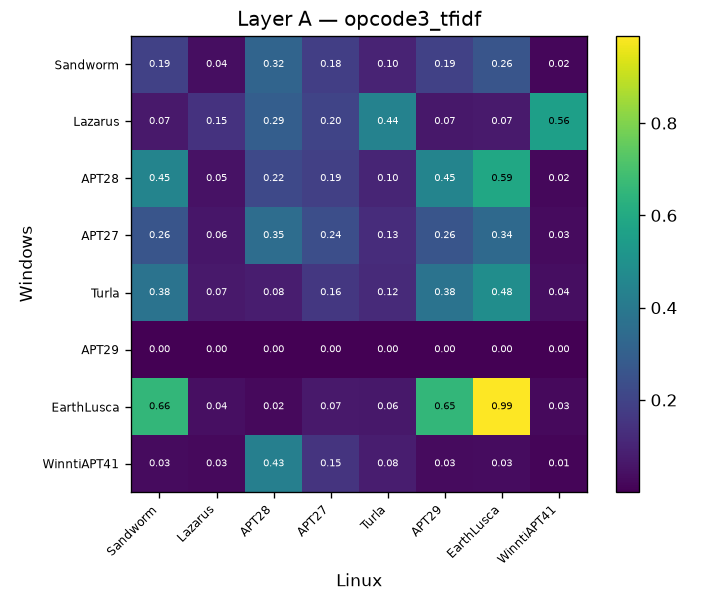 Layer A — opcode3_tfidf
Windows
Sandworm 0.19 0.04 0.32 0.18 0.10 0.19 0.26 0.02
Lazarus 0.07 0.15 0.29 0.20 0.44 0.07 0.07 0.56
APT28 0.45 0.05 0.22 0.19 0.10 0.45 0.59 0.02
APT27 0.26 0.06 0.35 0.24 0.13 0.26 0.34 0.03
Turla 0.38 0.07 0.08 0.16 0.12 0.38 0.48 0.04
APT29 0.00 0.00 0.00 0.00 0.00 0.00 0.00 0.00
EarthLusca 0.66 0.04 0.02 0.07 0.06 0.65 0.99 0.03
WinntiAPT41 0.03 0.03 0.43 0.15 0.08 0.03 0.03 0.01
Sandworm Lazarus APT28 APT27 Turla APT29 EarthLusca WinntiAPT41
Linux
0.8
0.6
0.4
0.2